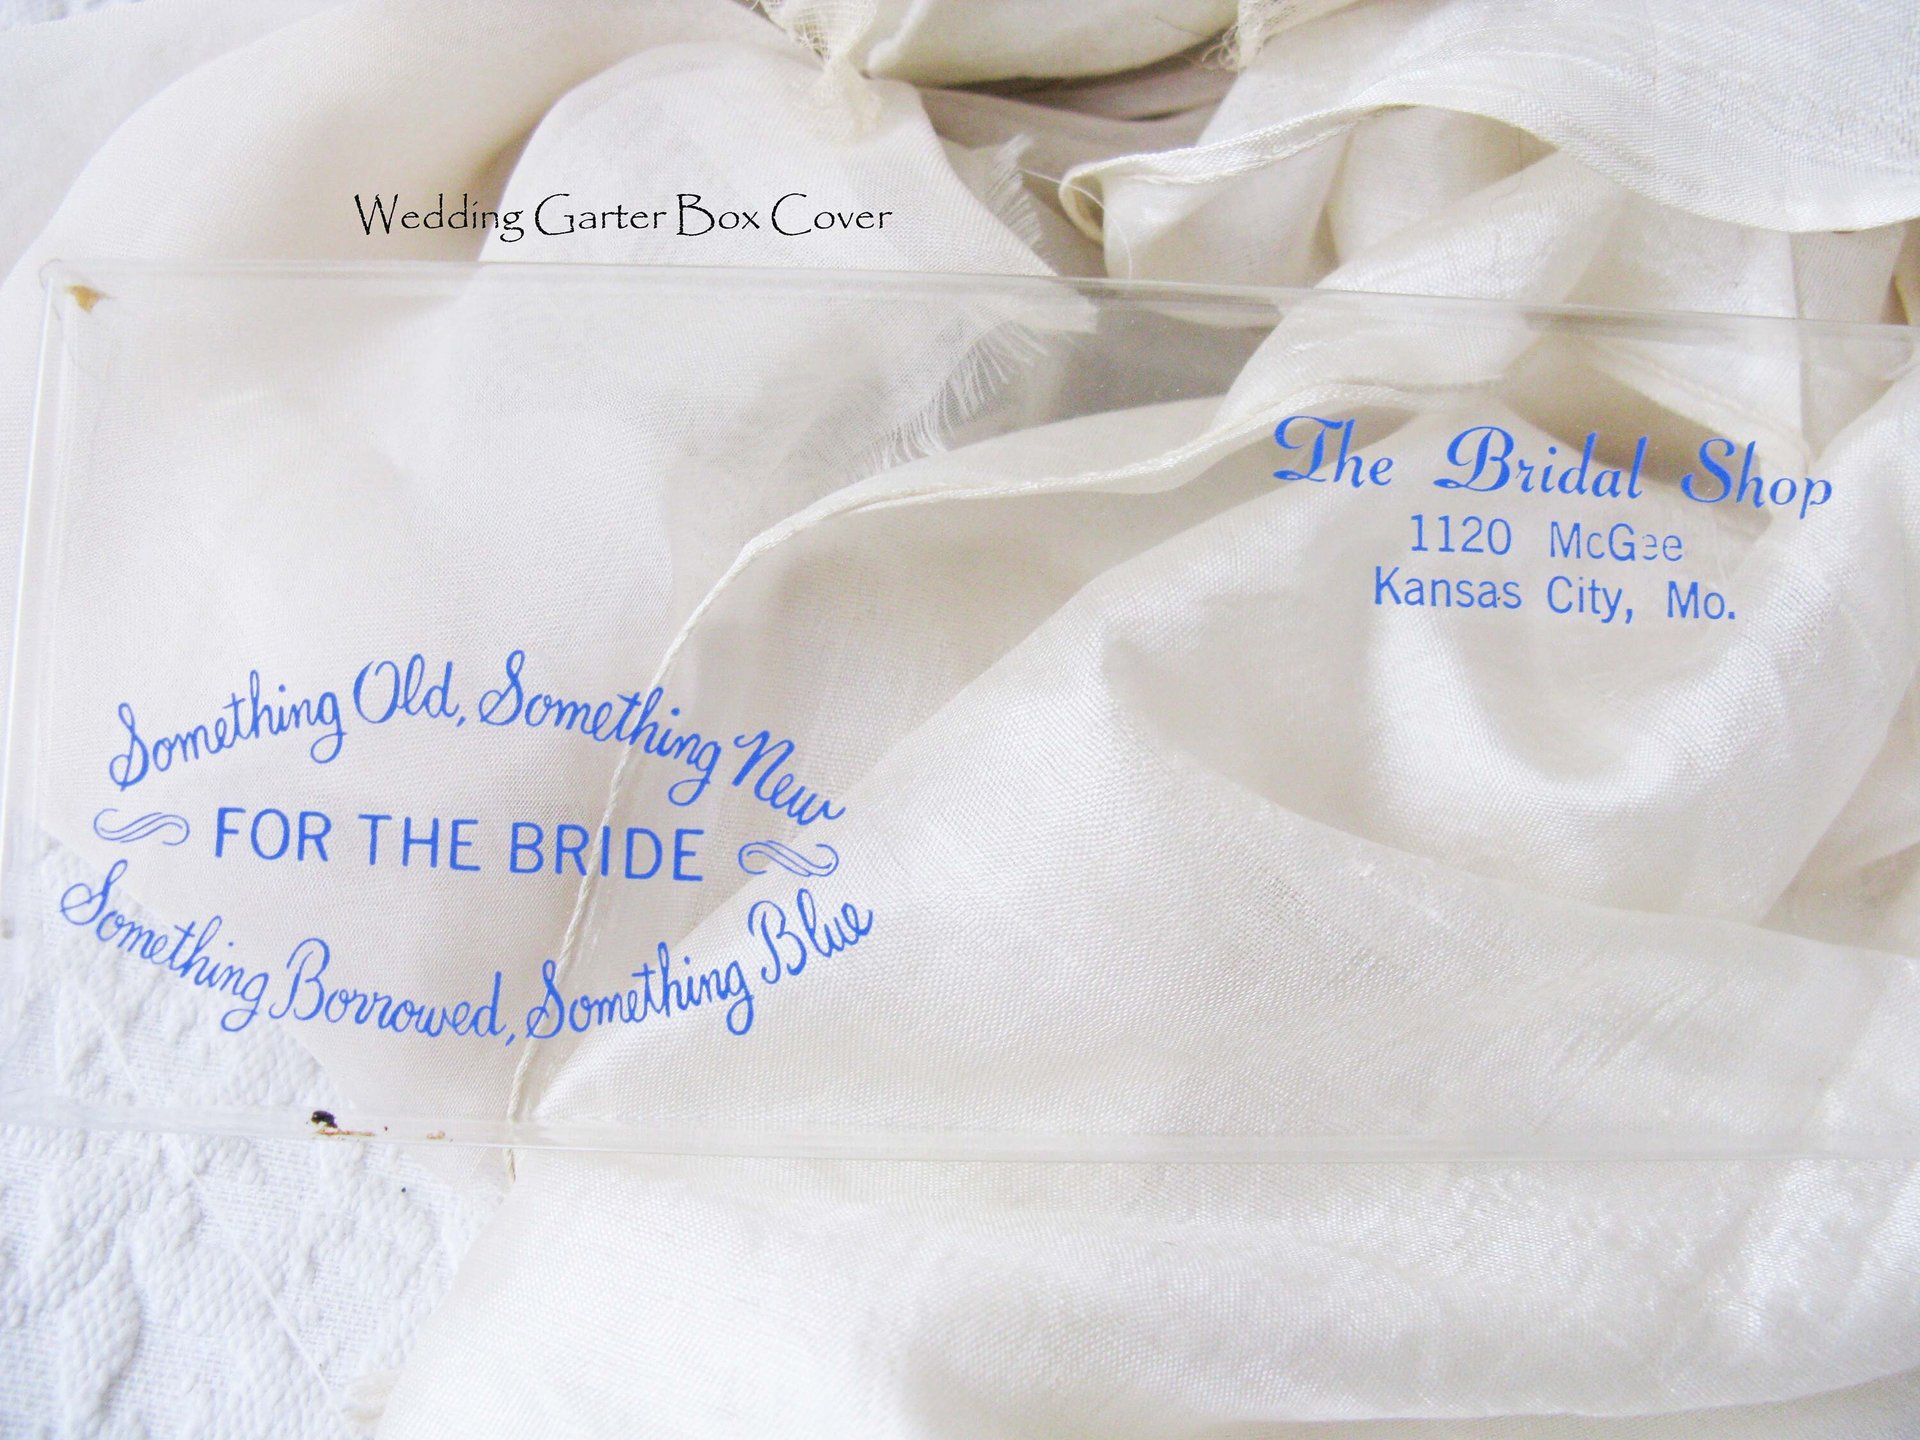 Wedding Garter Box Cover
The Bridal Shop
1120 McGee
Kansas City, Mo.
Something Old, Something New
FOR THE BRIDE
Something Borrowed, Something Blue